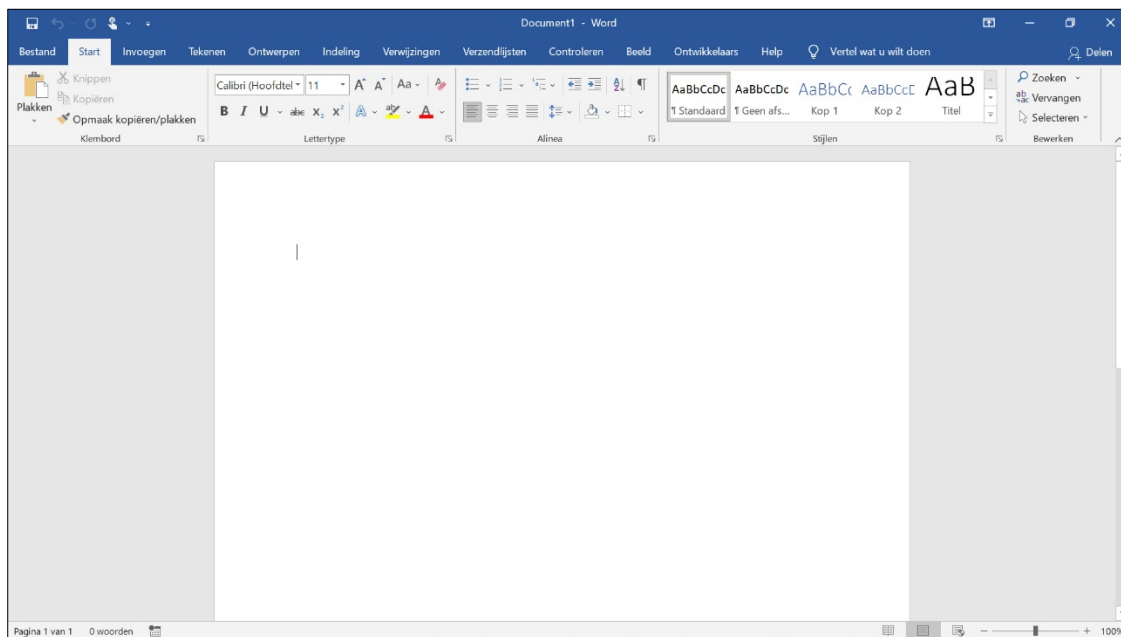 Document1 - Word
Bestand Start Invoegen Tekenen Ontwerpen Indeling Verwijzingen Verzendlijsten Controleren Beeld Ontwikkelaars Help Vertel wat u wilt doen Delen
Plakken
Knippen
Kopiëren
Opmaak kopiëren/plakken
Klembord
Calibri (Hoofdtel 11 A A Aa
B I U abc X₂ X² A aby A
Lettertype
Alinea
AaBbCcDc AaBbCcDc AaBbCc AaBbCcE AaB
¶ Standaard ¶ Geen afs... Kop 1 Kop 2 Titel
Stijlen
Zoeken
Vervangen
Selecteren
Bewerken
Pagina 1 van 1 0 woorden 100%